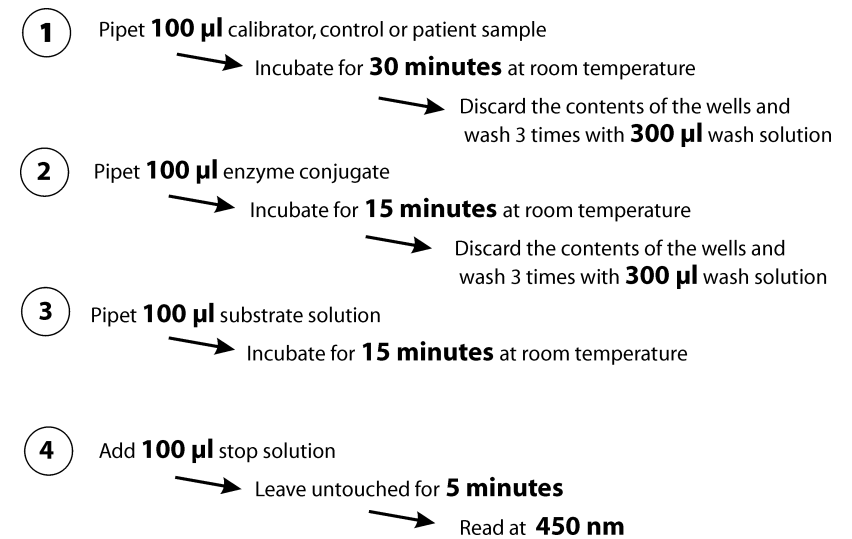 1 Pipet 100 µl calibrator, control or patient sample
Incubate for 30 minutes at room temperature
Discard the contents of the wells and
wash 3 times with 300 µl wash solution
2 Pipet 100 µl enzyme conjugate
Incubate for 15 minutes at room temperature
Discard the contents of the wells and
wash 3 times with 300 µl wash solution
3 Pipet 100 µl substrate solution
Incubate for 15 minutes at room temperature
4 Add 100 µl stop solution
Leave untouched for 5 minutes
Read at 450 nm